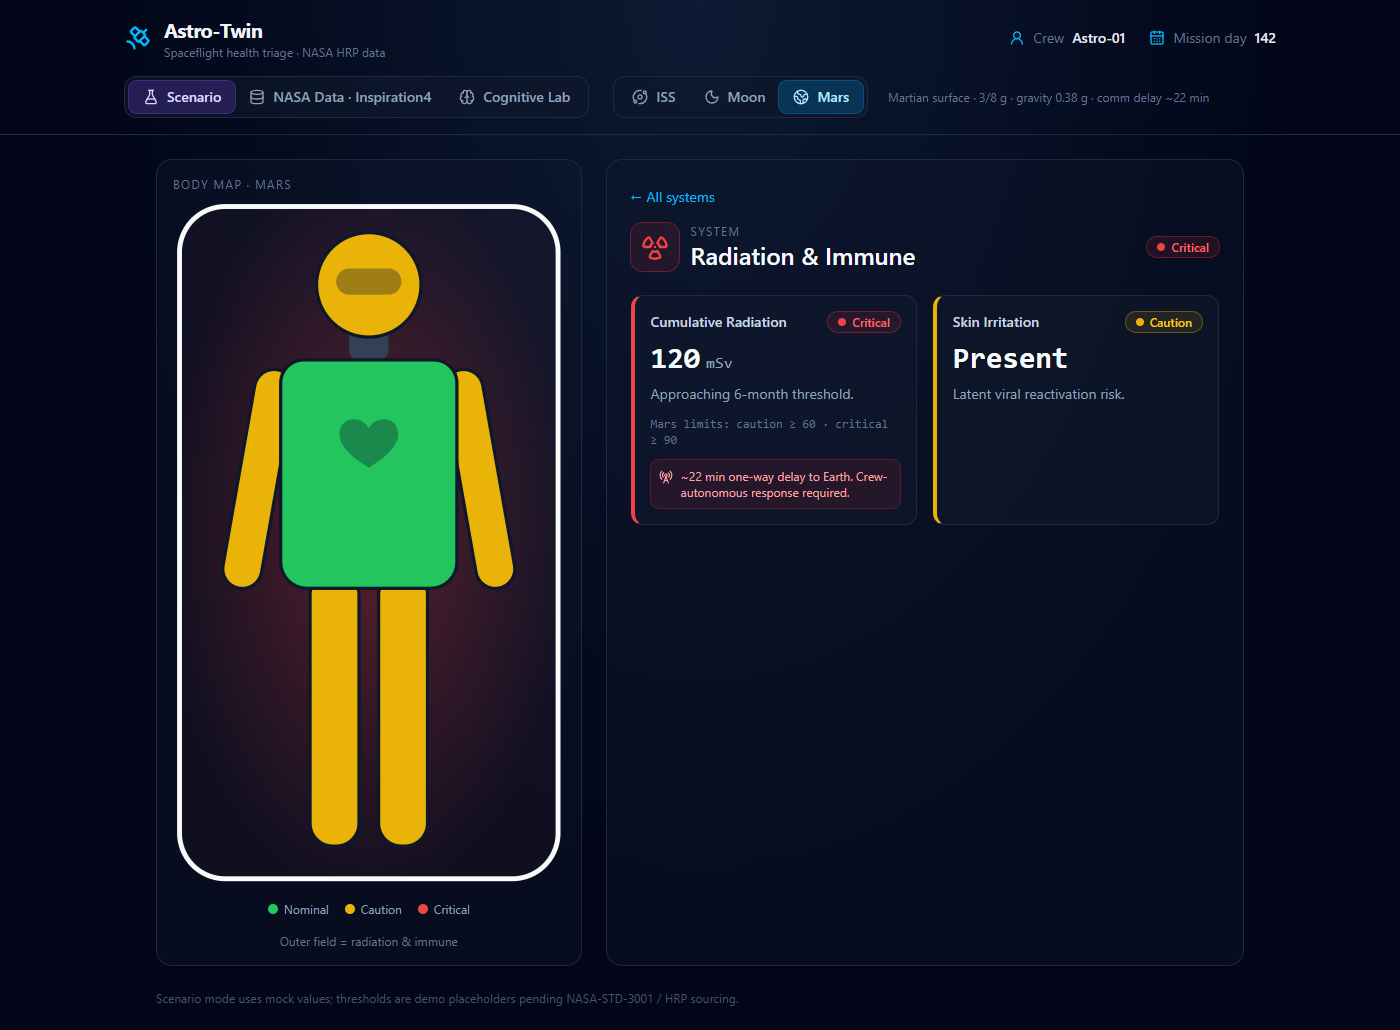 Astro-Twin
Spaceflight health triage · NASA HRP data
Crew Astro-01
Mission day 142
Scenario
NASA Data · Inspiration4
Cognitive Lab
ISS
Moon
Mars
Martian surface · 3/8 g · gravity 0.38 g · comm delay ~22 min
BODY MAP · MARS
Nominal
Caution
Critical
Outer field = radiation & immune
← All systems
SYSTEM
Radiation & Immune
Critical
Cumulative Radiation
Critical
120 mSv
Approaching 6-month threshold.
Mars limits: caution ≥ 60 · critical
≥ 90
~22 min one-way delay to Earth. Crew-
autonomous response required.
Skin Irritation
Caution
Present
Latent viral reactivation risk.
Scenario mode uses mock values; thresholds are demo placeholders pending NASA-STD-3001 / HRP sourcing.